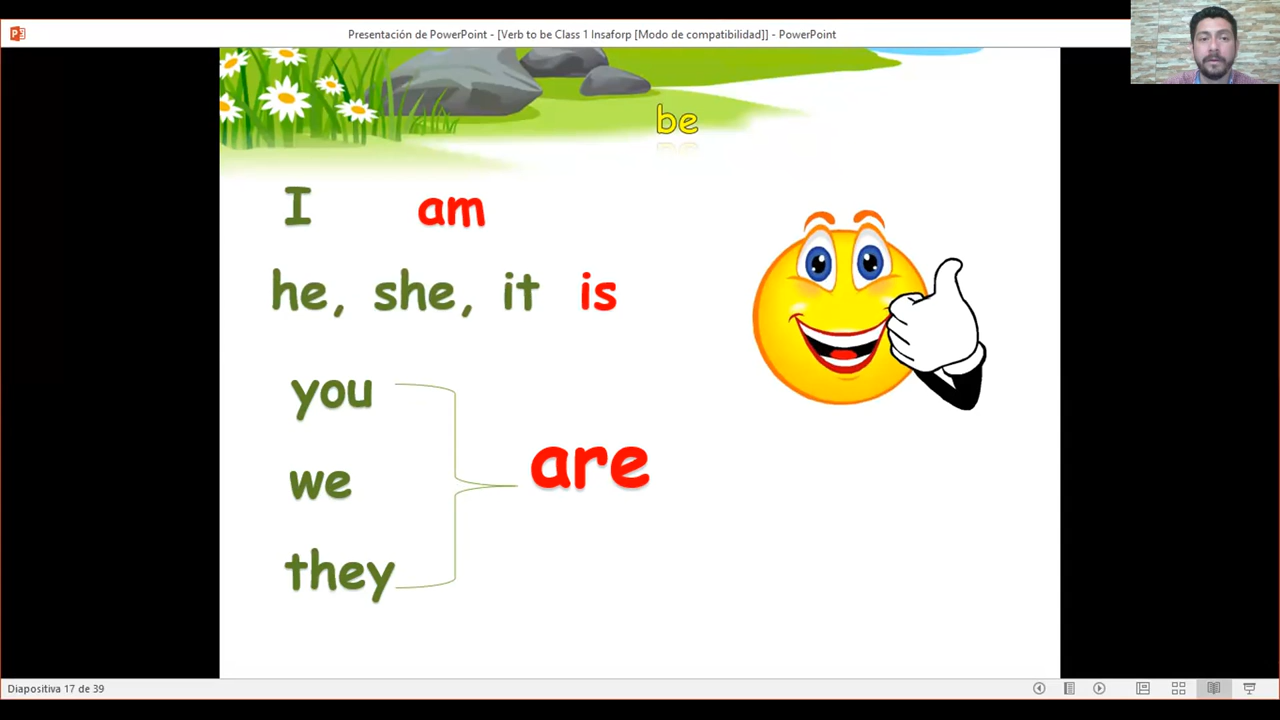 Presentación de PowerPoint - [Verb to be Class 1 Insaforp [Modo de compatibilidad]] - PowerPoint
be
I am
he, she, it is
you
we
are
they
Diapositiva 17 de 39